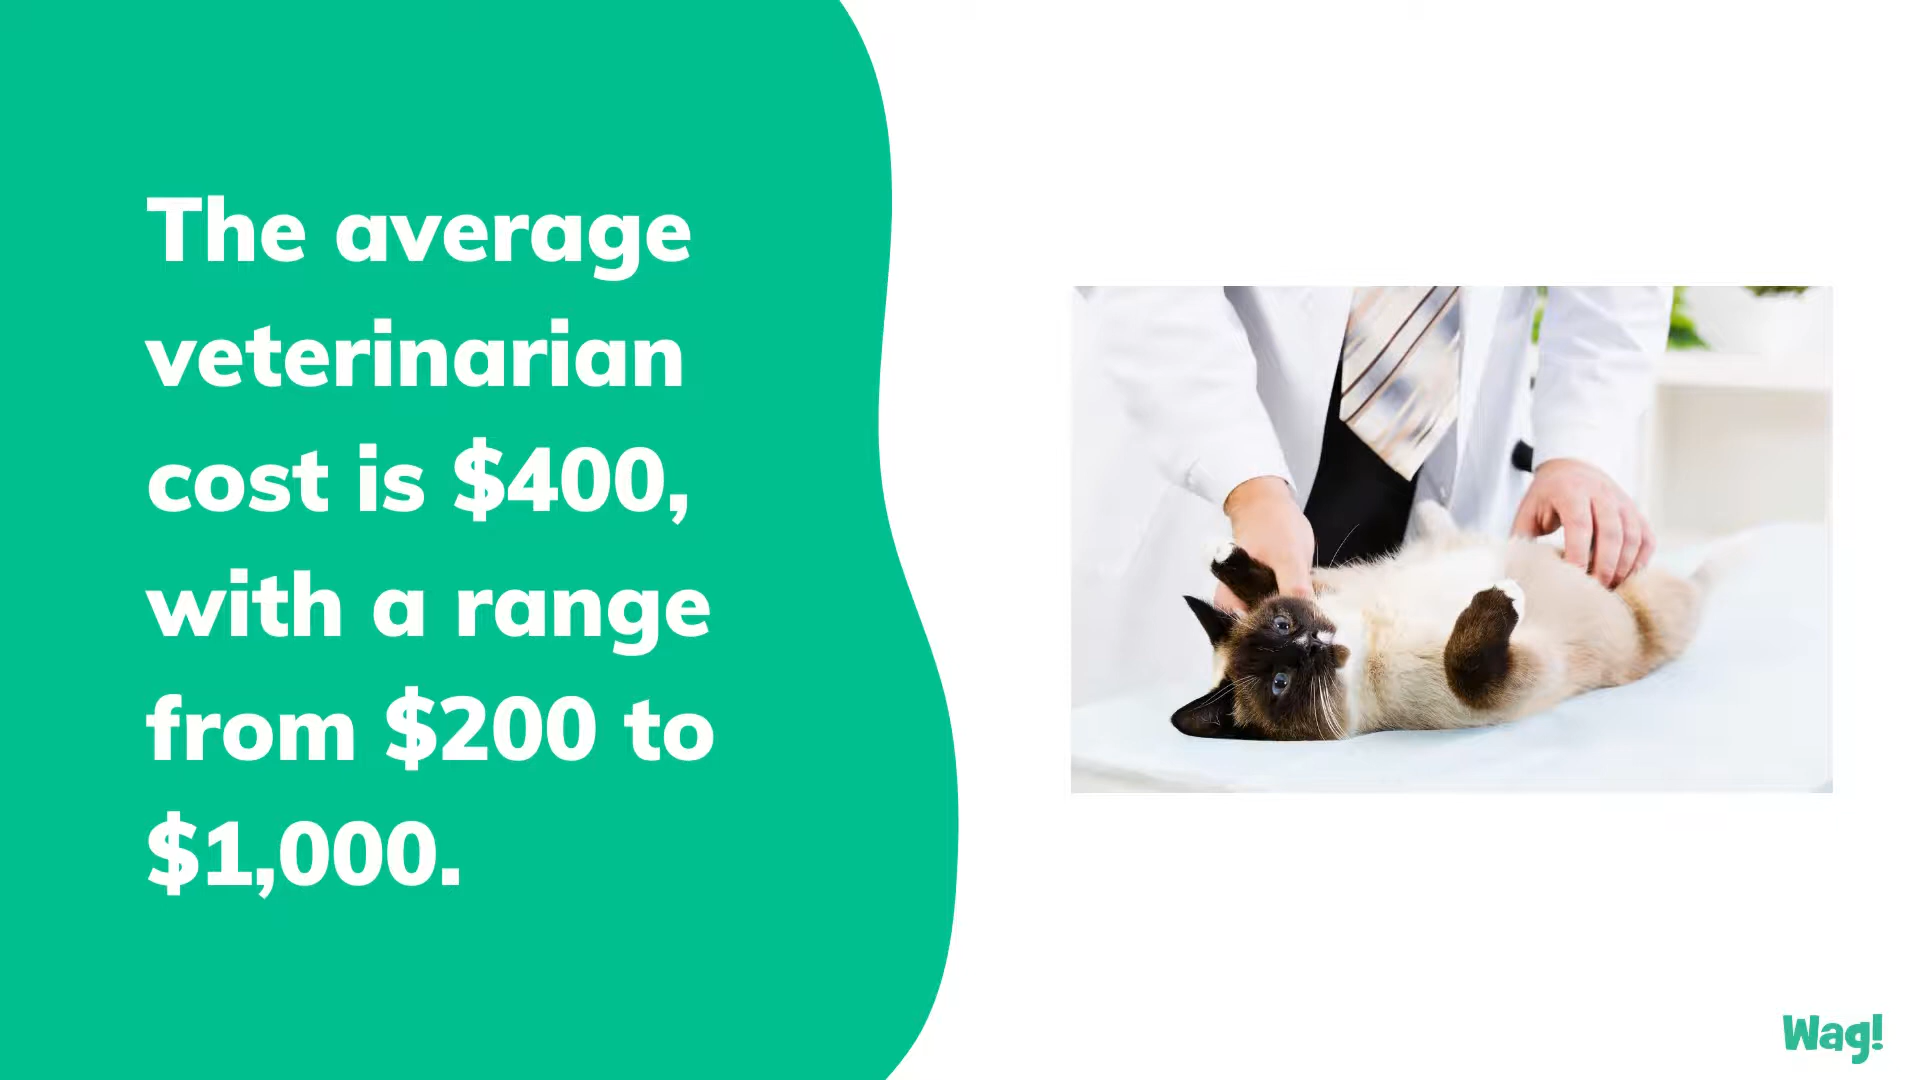 The average
veterinarian
cost is $400,
with a range
from $200 to
$1,000.
Wag!